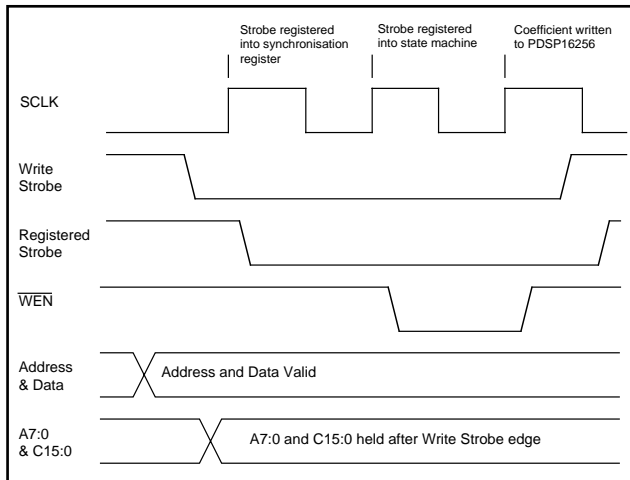 Strobe registered
into synchronisation
register
Strobe registered
into state machine
Coefficient written
to PDSP16256
SCLK
Write
Strobe
Registered
Strobe
WEN
Address
& Data
Address and Data Valid
A7:0
& C15:0
A7:0 and C15:0 held after Write Strobe edge